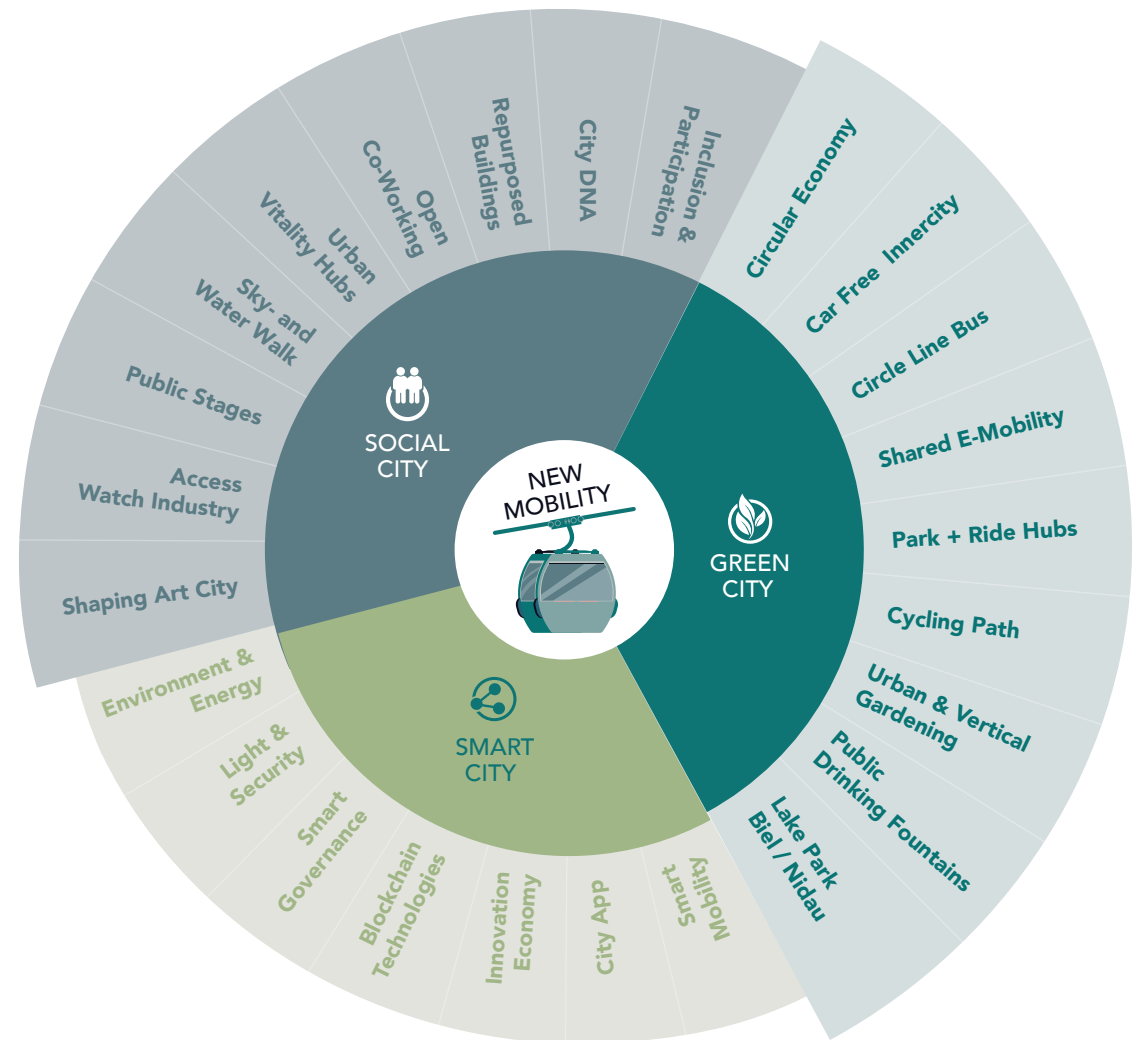 NEW
MOBILITY
SOCIAL
CITY
GREEN
CITY
SMART
CITY
Inclusion &
Participation
City DNA
Repurposed
Buildings
Open
Co-Working
Urban
Vitality Hubs
Sky- and
Water Walk
Public Stages
Access
Watch Industry
Shaping Art City
Circular Economy
Car Free Innercity
Circle Line Bus
Shared E-Mobility
Park + Ride Hubs
Cycling Path
Urban & Vertical
Gardening
Public
Drinking Fountains
Lake Park
Biel / Nidau
Smart
Mobility
City App
Innovation
Economy
Blockchain
Technologies
Smart
Governance
Light &
Security
Environment &
Energy